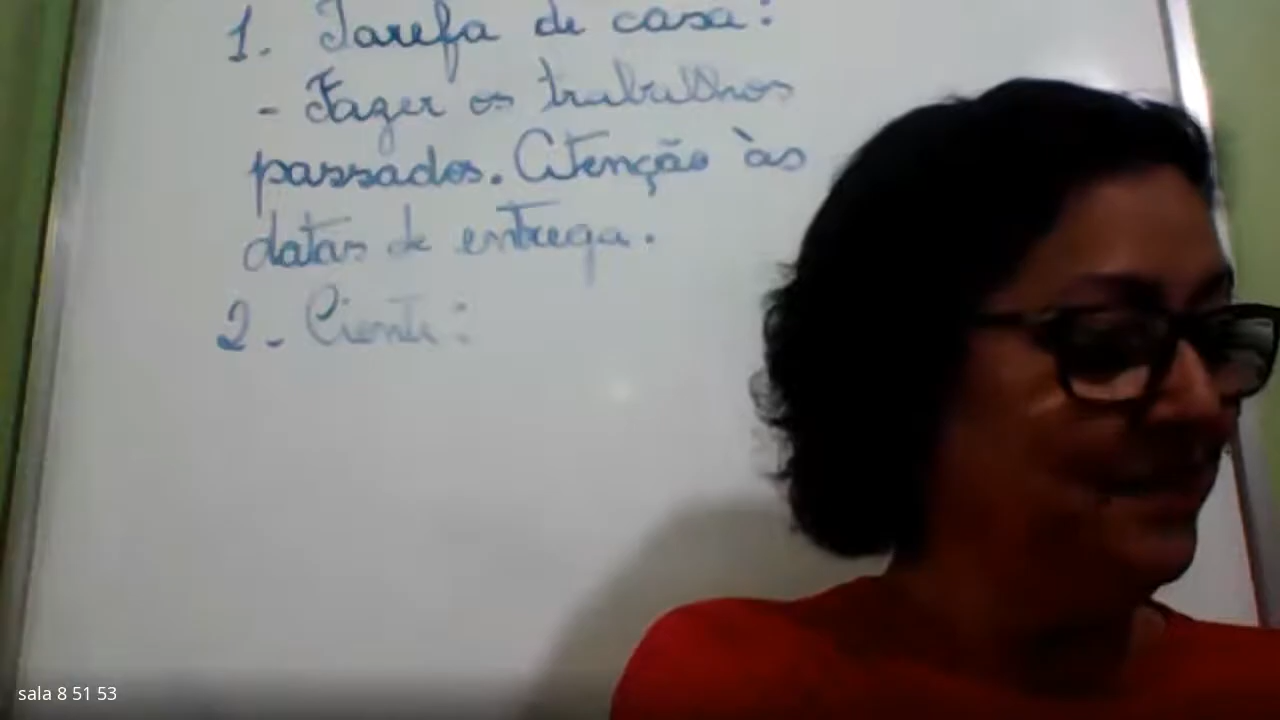 1. Tarefa de casa:
- Fazer os trabalhos
passados. Atenção às
datas de entrega.
2. Ciente:
sala 8 51 53